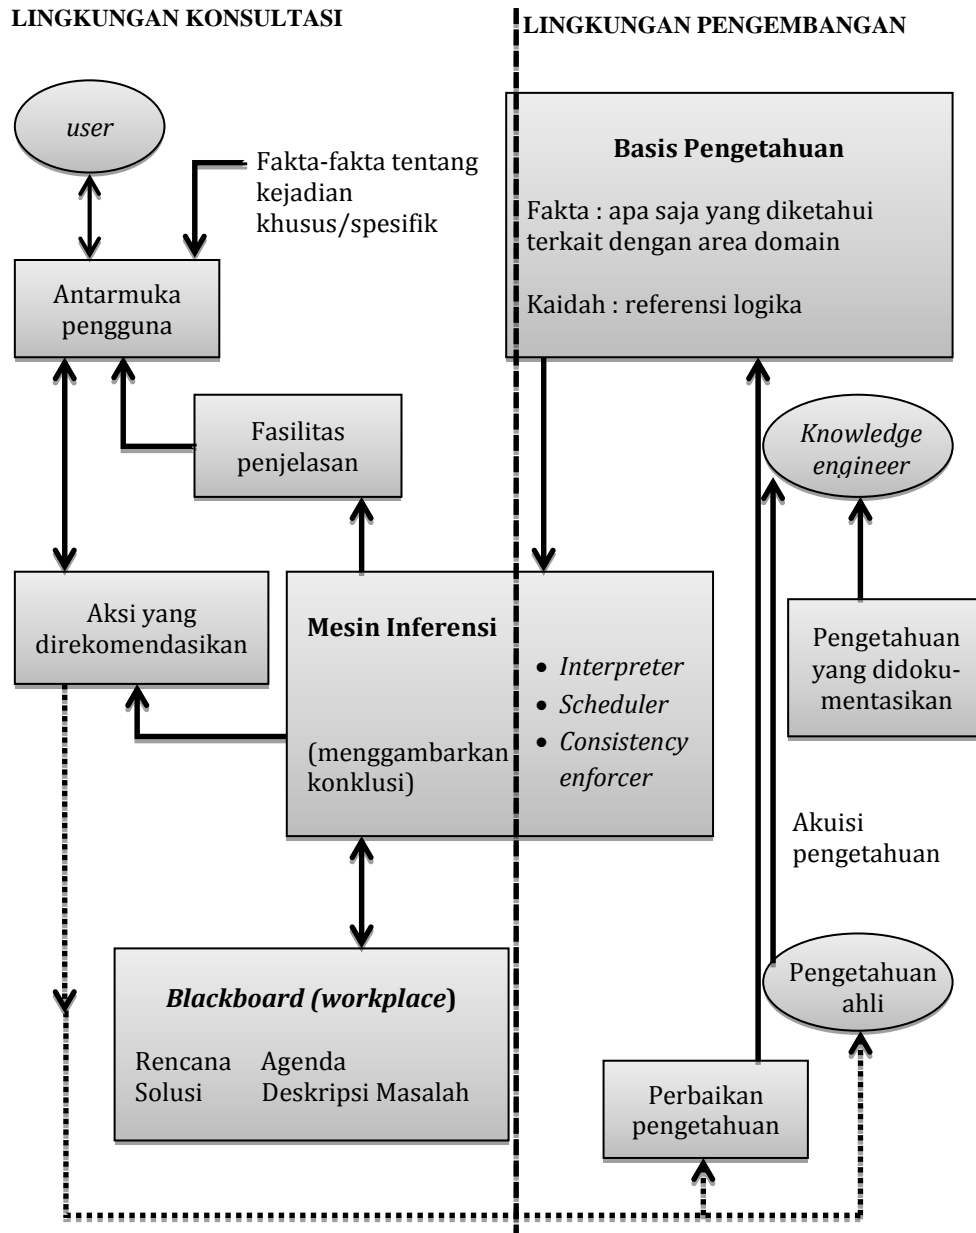 LINGKUNGAN KONSULTASI
LINGKUNGAN PENGEMBANGAN
user
Fakta-fakta tentang
kejadian
khusus/spesifik
Basis Pengetahuan
Fakta : apa saja yang diketahui
terkait dengan area domain
Kaidah : referensi logika
Antarmuka
pengguna
Fasilitas
penjelasan
Knowledge
engineer
Aksi yang
direkomendasikan
Mesin Inferensi
(menggambarkan
konklusi)
• Interpreter
• Scheduler
• Consistency
enforcer
Pengetahuan
yang didoku-
mentasikan
Akuisi
pengetahuan
Blackboard (workplace)
Rencana Agenda
Solusi Deskripsi Masalah
Pengetahuan
ahli
Perbaikan
pengetahuan